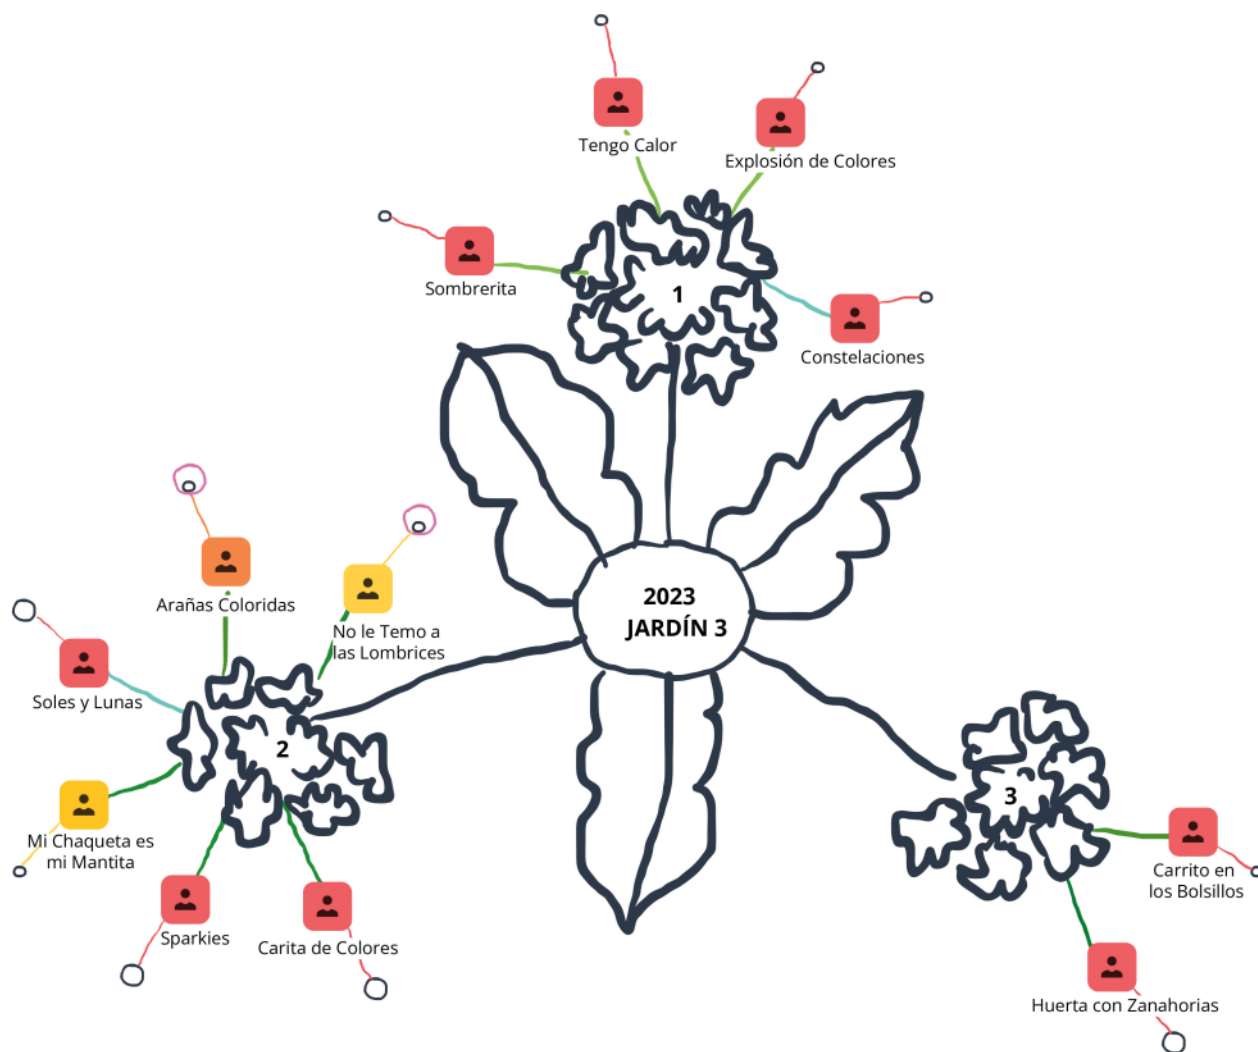 Tengo Calor
Explosión de Colores
Sombrerita
1
Constelaciones
2023
JARDÍN 3
Arañas Coloridas
No le Temo a
las Lombrices
Soles y Lunas
2
Mi Chaqueta es
mi Mantita
Sparkies
Carita de Colores
3
Carrito en
los Bolsillos
Huerta con Zanahorias